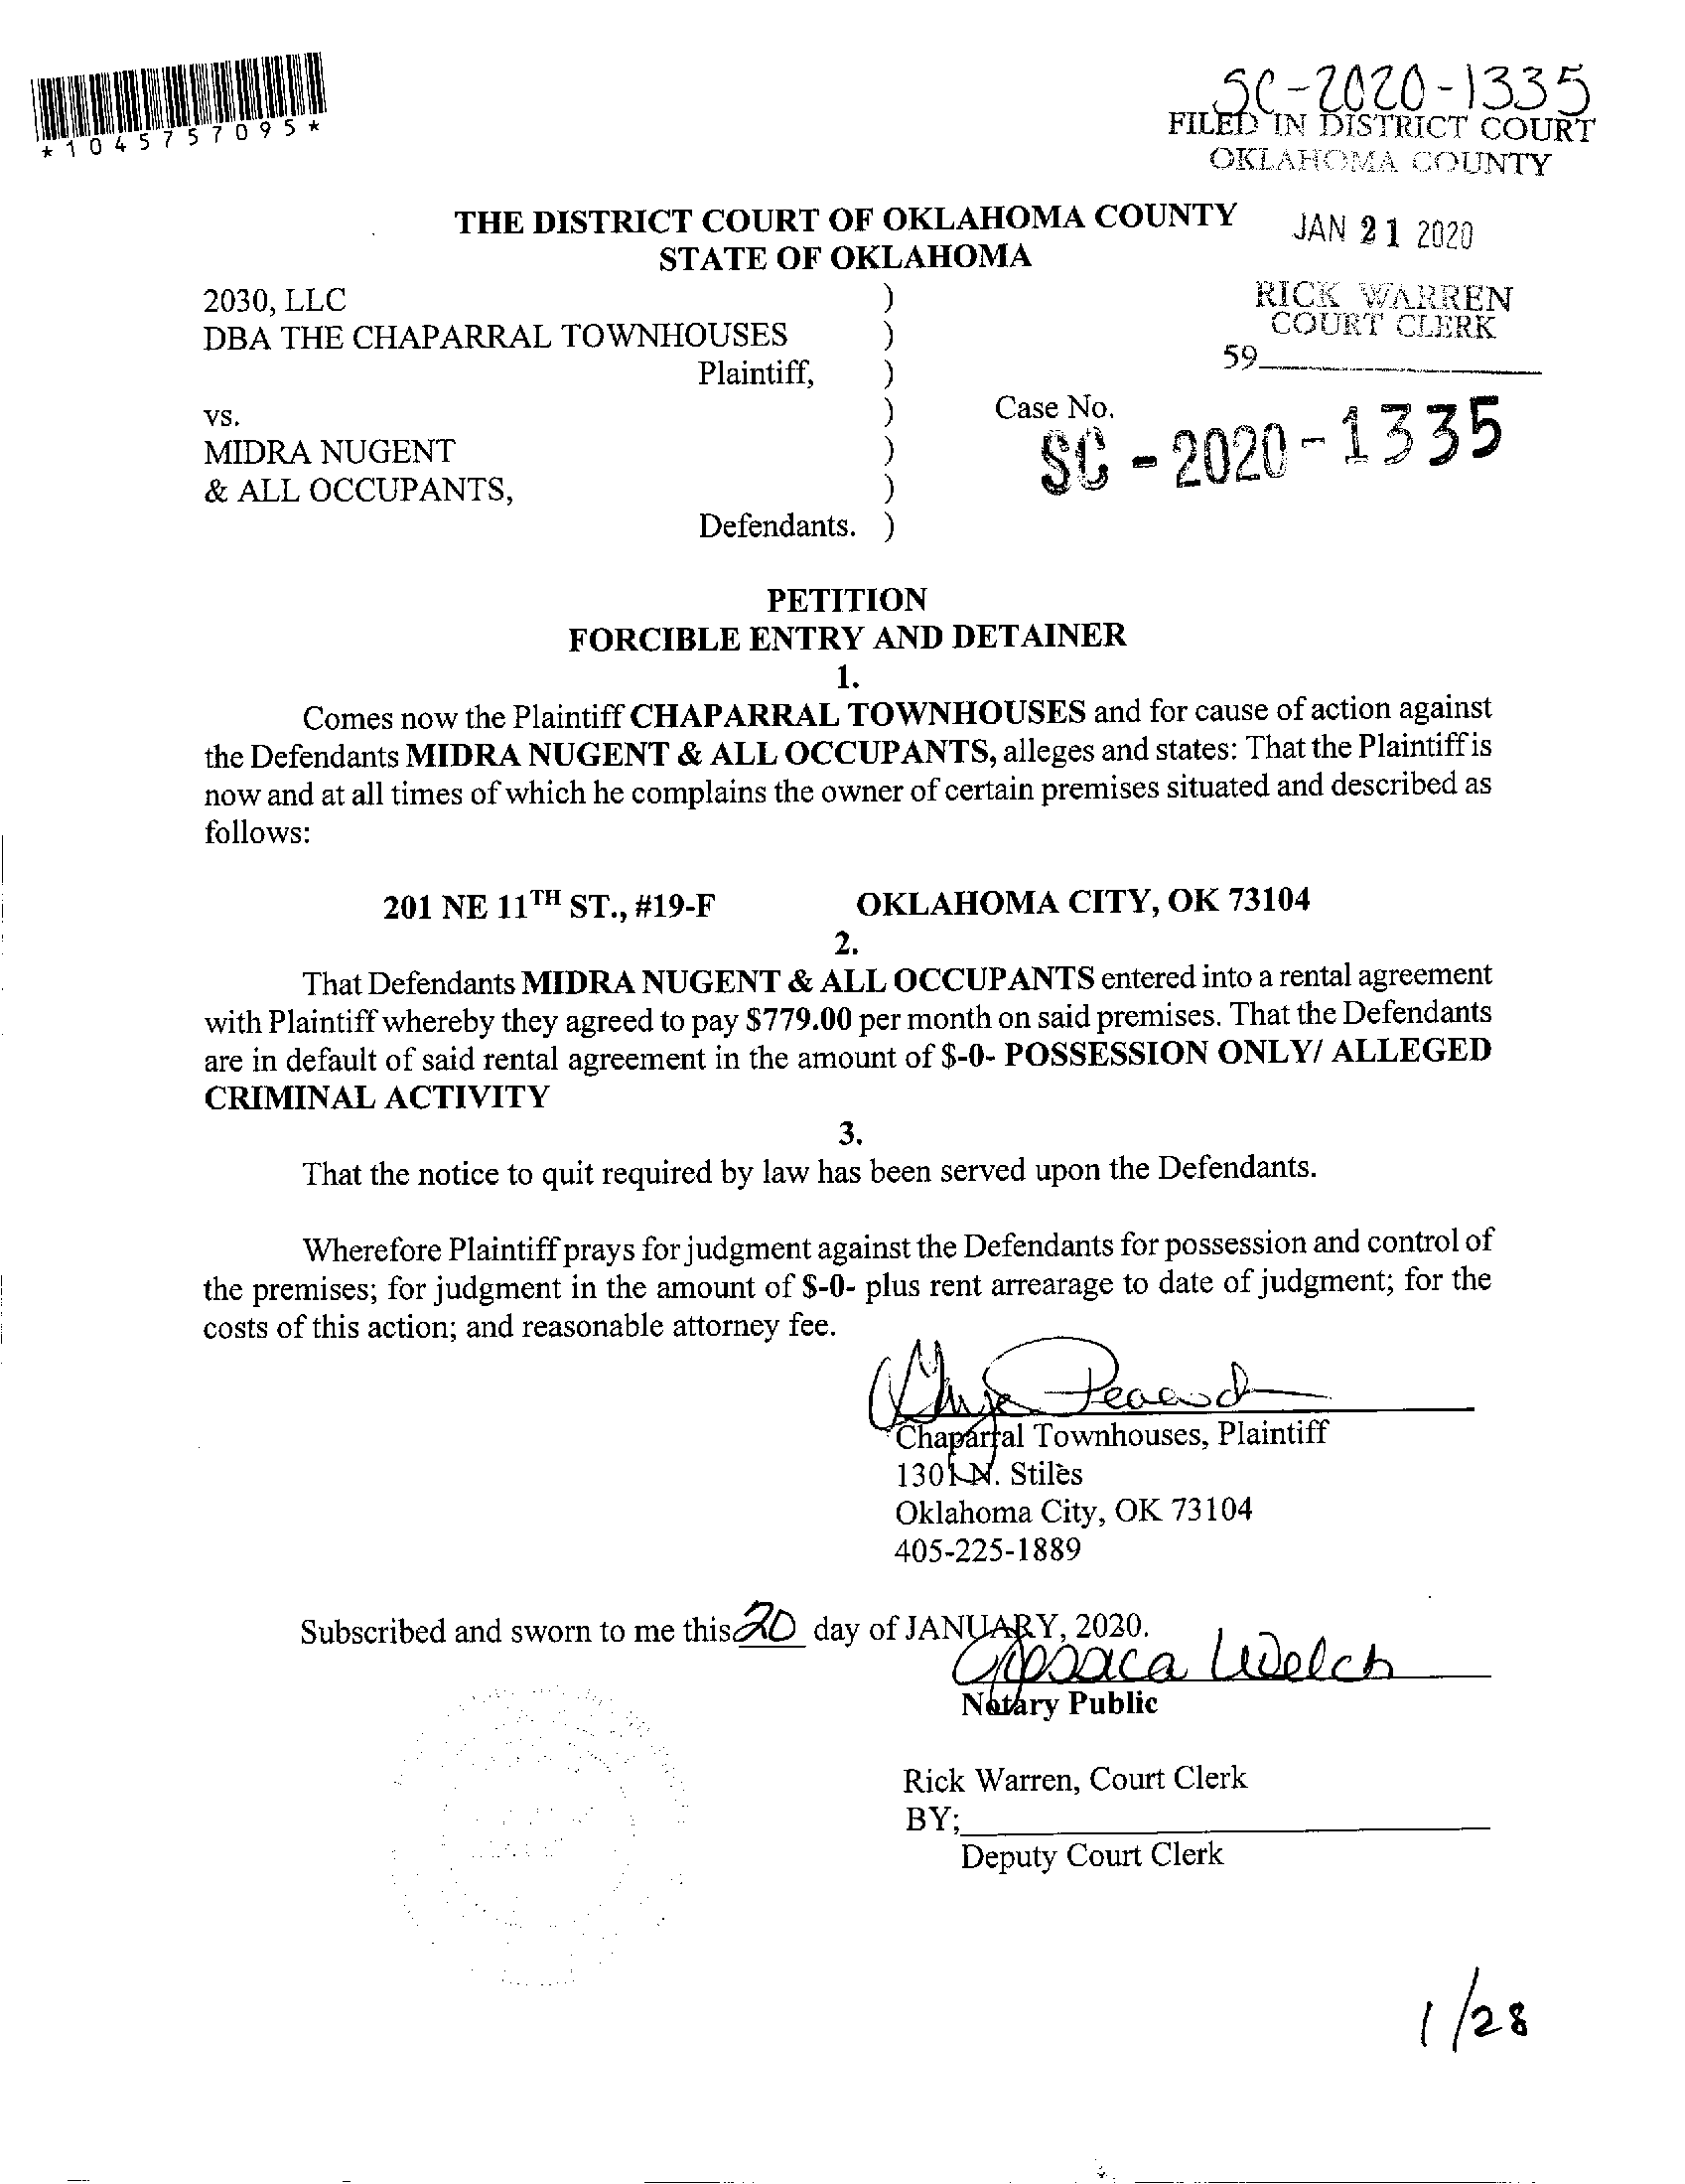 SC-2020-1335
FILED IN DISTRICT COURT
OKLAHOMA COUNTY
*1045757095*
THE DISTRICT COURT OF OKLAHOMA COUNTY
STATE OF OKLAHOMA
JAN 21 2020
RICK WARREN
COURT CLERK
59
2030, LLC )
DBA THE CHAPARRAL TOWNHOUSES )
Plaintiff, )
vs. ) Case No.
SC-2020-1335
MIDRA NUGENT )
& ALL OCCUPANTS, )
Defendants. )
PETITION
FORCIBLE ENTRY AND DETAINER
1.
Comes now the Plaintiff CHAPARRAL TOWNHOUSES and for cause of action against
the Defendants MIDRA NUGENT & ALL OCCUPANTS, alleges and states: That the Plaintiff is
now and at all times of which he complains the owner of certain premises situated and described as
follows:
201 NE 11TH ST., #19-F OKLAHOMA CITY, OK 73104
2.
That Defendants MIDRA NUGENT & ALL OCCUPANTS entered into a rental agreement
with Plaintiff whereby they agreed to pay $779.00 per month on said premises. That the Defendants
are in default of said rental agreement in the amount of $-0- POSSESSION ONLY/ ALLEGED
CRIMINAL ACTIVITY
3.
That the notice to quit required by law has been served upon the Defendants.
Wherefore Plaintiff prays for judgment against the Defendants for possession and control of
the premises; for judgment in the amount of $-0- plus rent arrearage to date of judgment; for the
costs of this action; and reasonable attorney fee.
Peacock
Chaparral Townhouses, Plaintiff
1301 N. Stiles
Oklahoma City, OK 73104
405-225-1889
Subscribed and sworn to me this 20 day of JANUARY, 2020.
Welch
Notary Public
Rick Warren, Court Clerk
BY;
Deputy Court Clerk
1/28